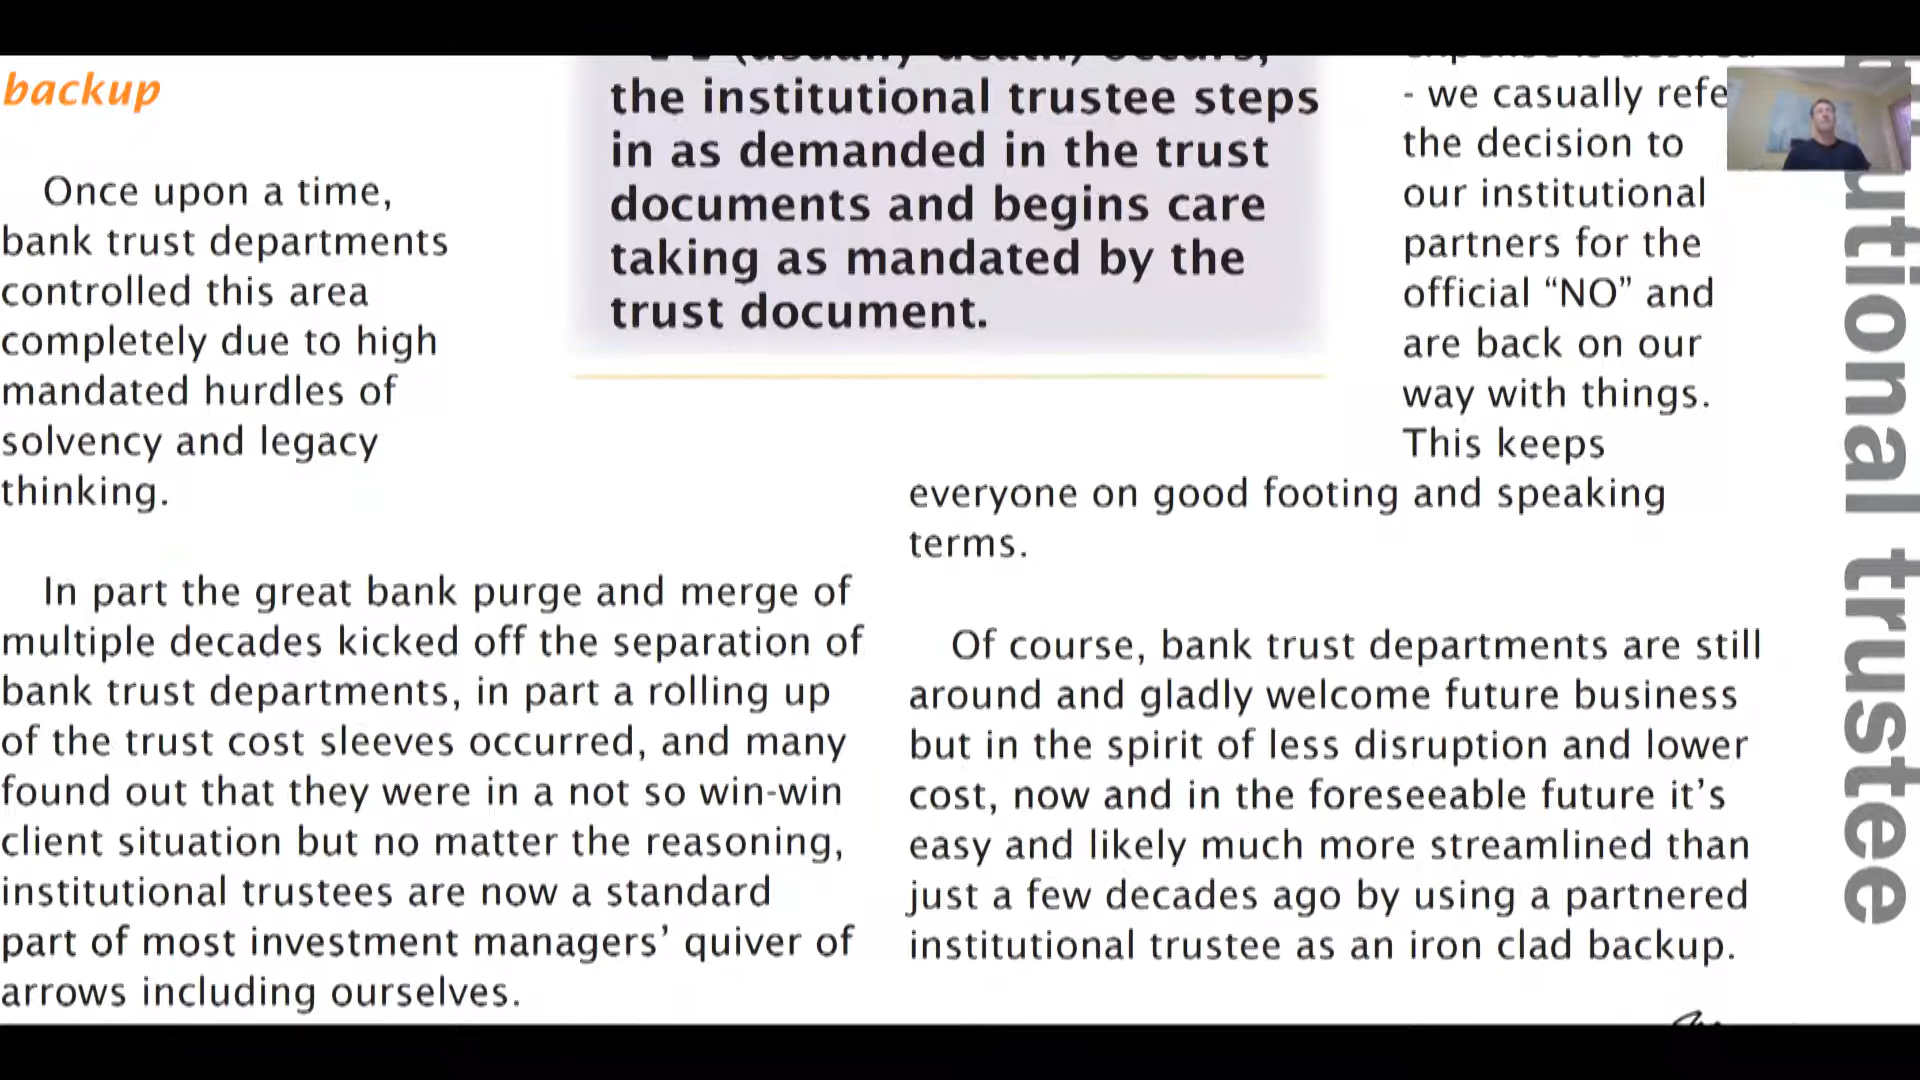 backup
Once upon a time,
bank trust departments
controlled this area
completely due to high
mandated hurdles of
solvency and legacy
thinking.
In part the great bank purge and merge of
multiple decades kicked off the separation of
bank trust departments, in part a rolling up
of the trust cost sleeves occurred, and many
found out that they were in a not so win-win
client situation but no matter the reasoning,
institutional trustees are now a standard
part of most investment managers’ quiver of
arrows including ourselves.
(usually death) occurs,
the institutional trustee steps
in as demanded in the trust
documents and begins care
taking as mandated by the
trust document.
- we casually refe
the decision to
our institutional
partners for the
official “NO” and
are back on our
way with things.
This keeps
everyone on good footing and speaking
terms.
Of course, bank trust departments are still
around and gladly welcome future business
but in the spirit of less disruption and lower
cost, now and in the foreseeable future it’s
easy and likely much more streamlined than
just a few decades ago by using a partnered
institutional trustee as an iron clad backup.
utional trustee